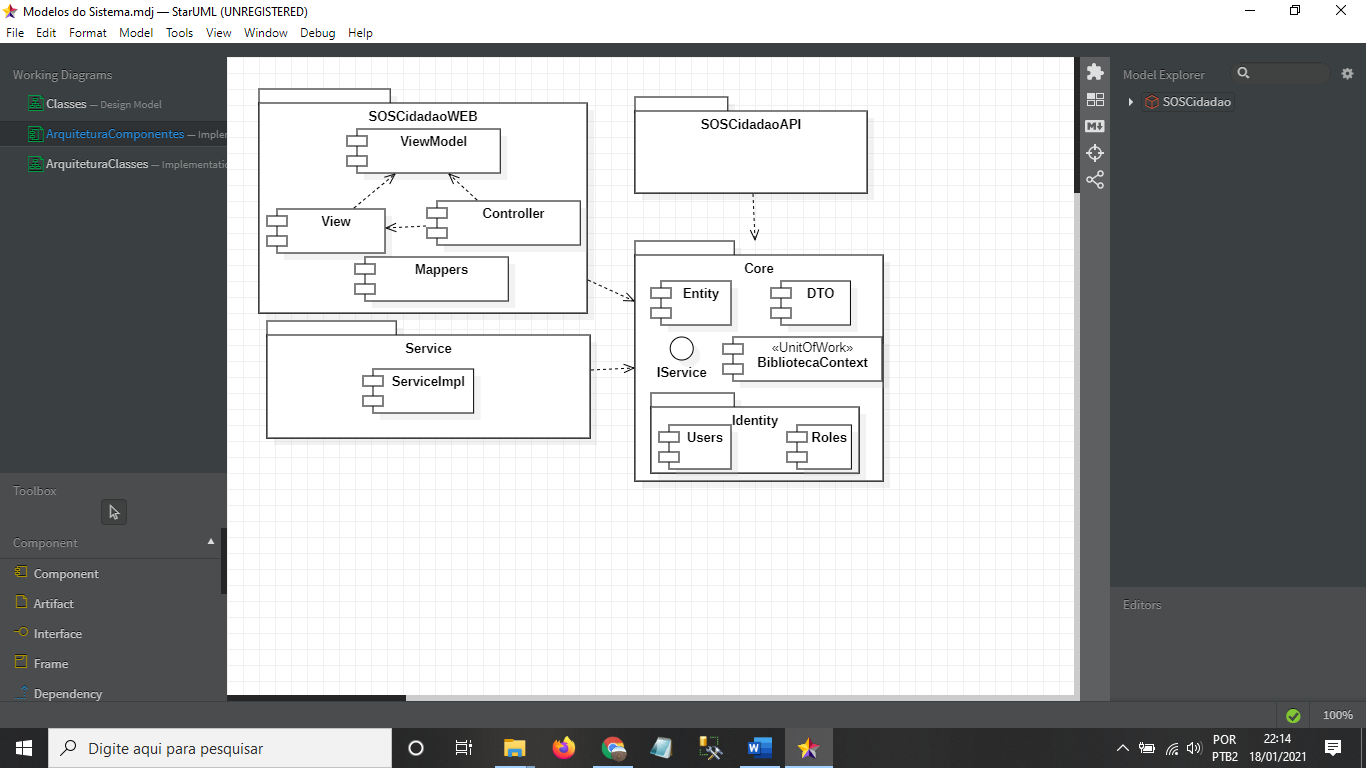 Modelos do Sistema.mdj — StarUML (UNREGISTERED)
File Edit Format Model Tools View Window Debug Help
Working Diagrams
Classes — Design Model
ArquiteturaComponentes — Implem
ArquiteturaClasses — Implementatio
Toolbox
Component
Component
Artifact
Interface
Frame
Dependency
SOSCidadaoWEB
ViewModel
View
Controller
Mappers
Service
ServiceImpl
SOSCidadaoAPI
Core
Entity
DTO
IService
«UnitOfWork»
BibliotecaContext
Identity
Users
Roles
Model Explorer
SOSCidadao
Editors
100%
Digite aqui para pesquisar
POR
PTB2
22:14
18/01/2021